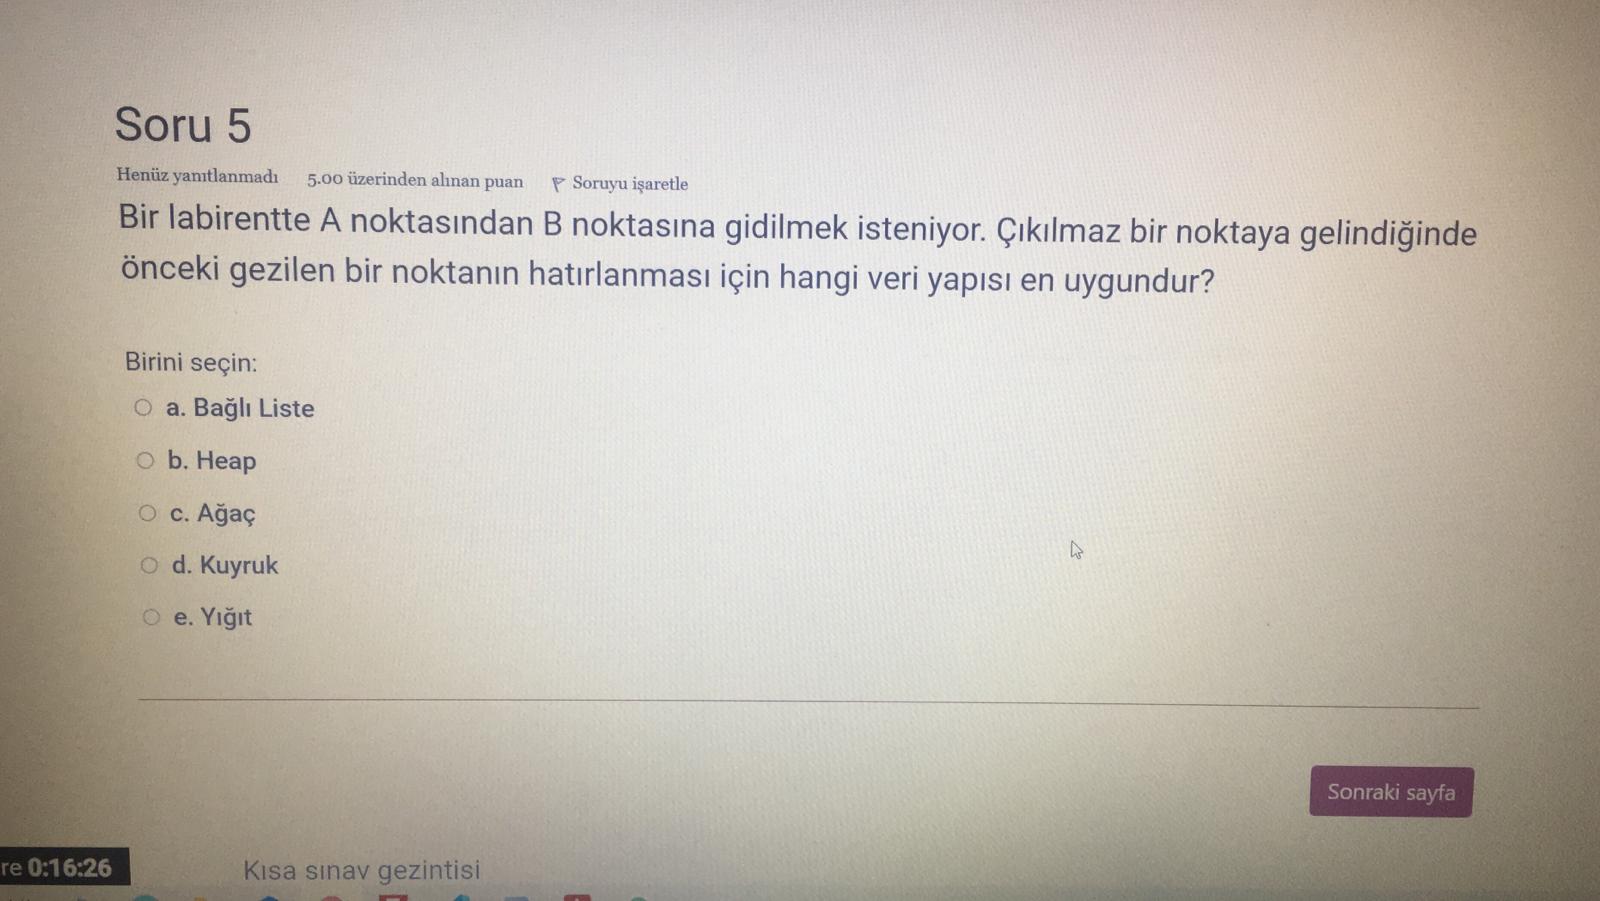 Soru 5
Henüz yanıtlanmadı 5.00 üzerinden alınan puan Soruyu işaretle
Bir labirentte A noktasından B noktasına gidilmek isteniyor. Çıkılmaz bir noktaya gelindiğinde
önceki gezilen bir noktanın hatırlanması için hangi veri yapısı en uygundur?
Birini seçin:
a. Bağlı Liste
b. Heap
c. Ağaç
d. Kuyruk
e. Yığıt
Sonraki sayfa
re 0:16:26
Kısa sınav gezintisi